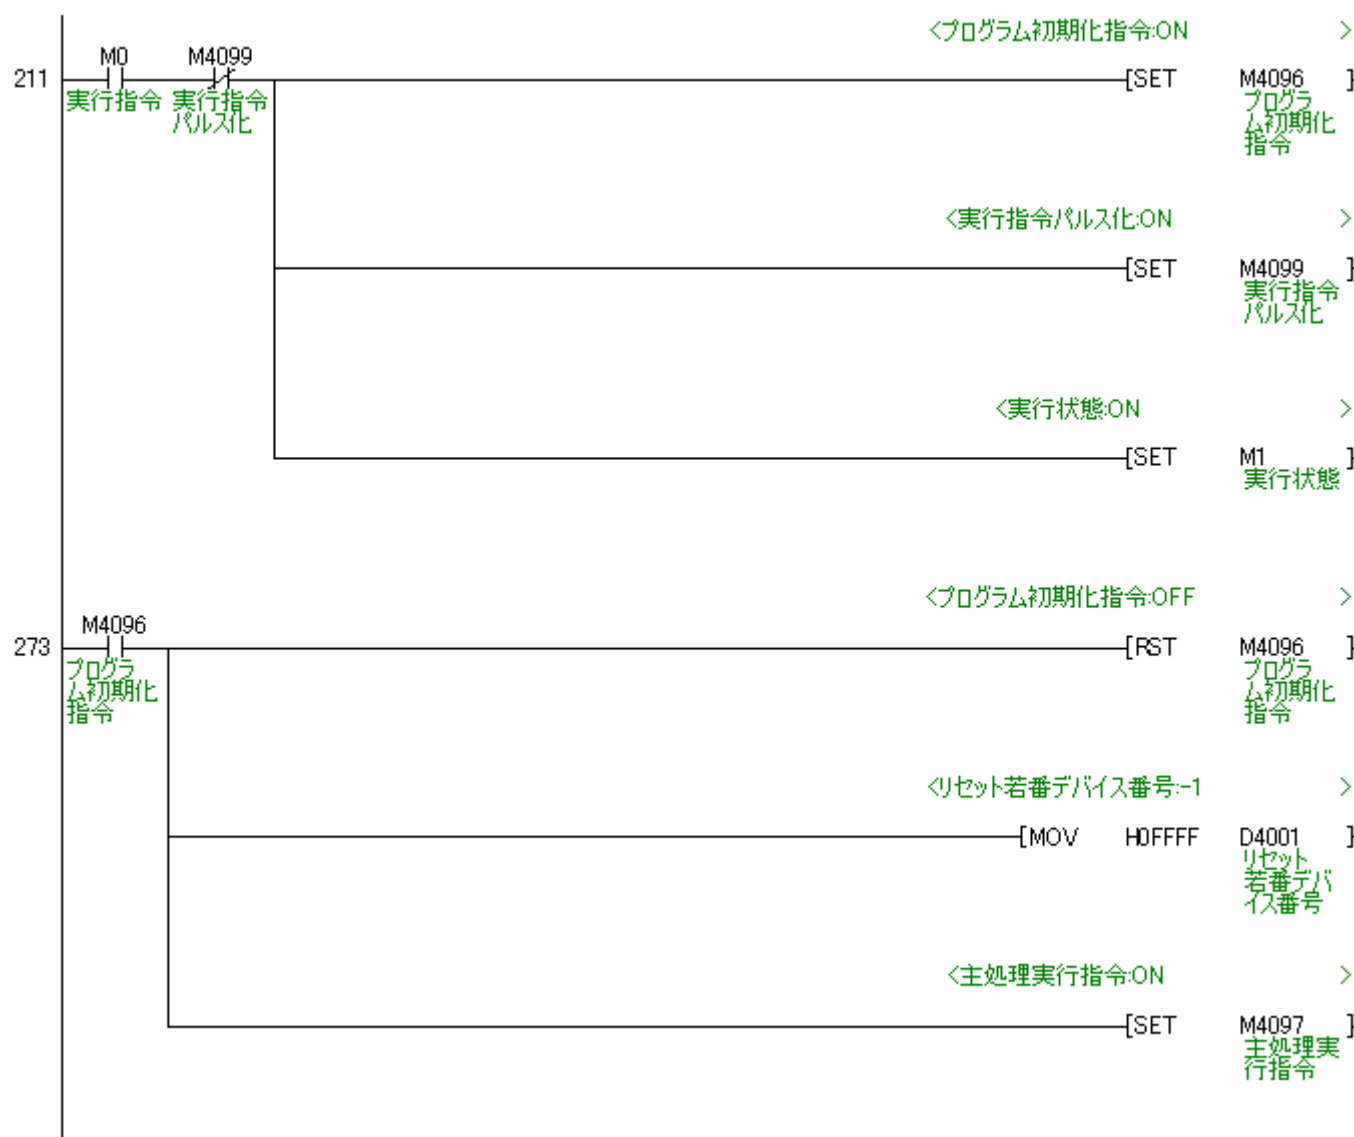 <プログラム初期化指令:ON >
M0 M4099
211 [SET M4096 ]
実行指令 実行指令
パルス化
プログラ
ム初期化
指令
<実行指令パルス化:ON >
[SET M4099 ]
実行指令
パルス化
<実行状態:ON >
[SET M1 ]
実行状態
<プログラム初期化指令:OFF >
M4096
273 [RST M4096 ]
プログラ
ム初期化
指令
プログラ
ム初期化
指令
<リセット若番デバイス番号:-1 >
[MOV H0FFFF D4001 ]
リセット
若番デバ
イス番号
<主処理実行指令:ON >
[SET M4097 ]
主処理実
行指令